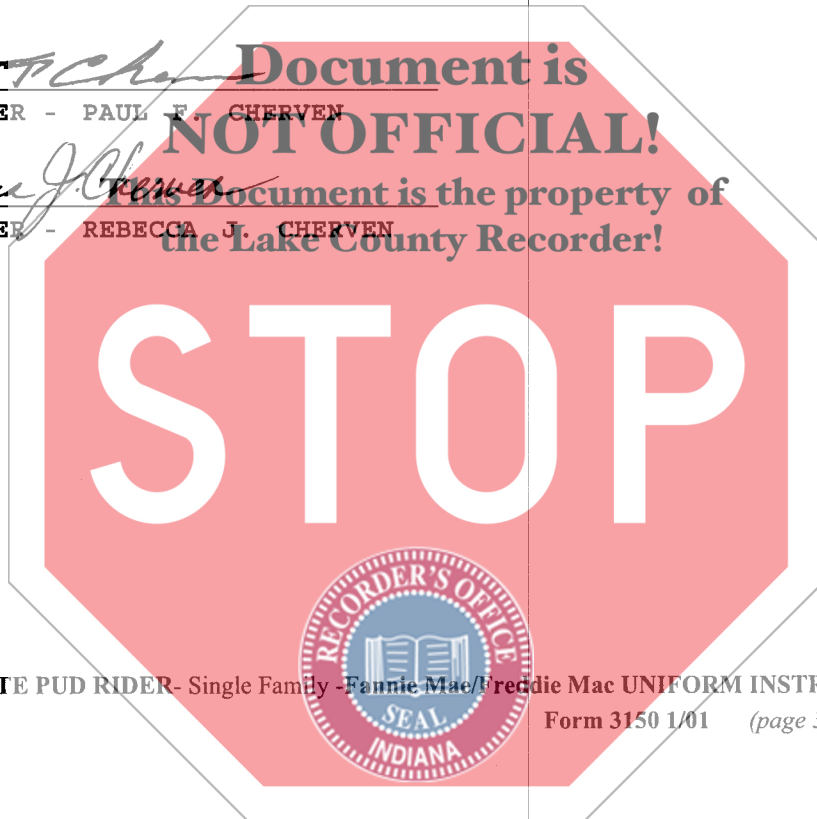 Document is
ER - PAUL F. CHERVEN
NOT OFFICIAL!
J. Cherven
This Document is the property of
ER - REBECCA J. CHERVEN
the Lake County Recorder!
STOP
RECORDER'S OFFICE
TE PUD RIDER- Single Family -Fannie Mae/Freddie Mac UNIFORM INSTR
SEAL
Form 3150 1/01 (page 3
INDIANA